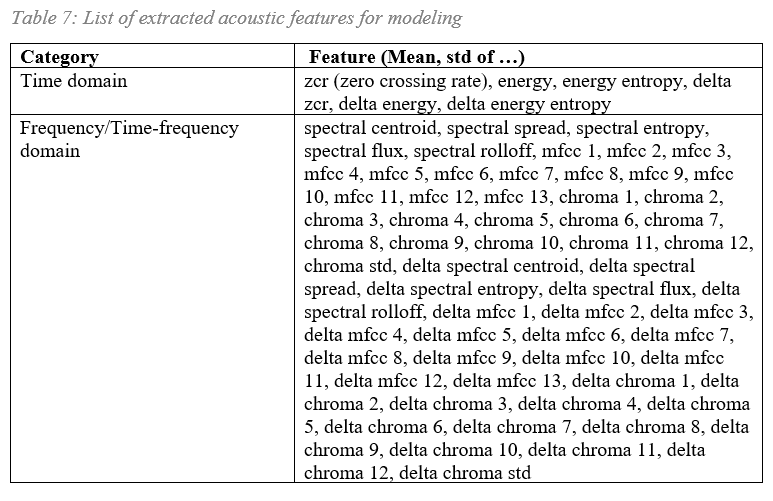 Table 7: List of extracted acoustic features for modeling
Category
Feature (Mean, std of …)
Time domain
zcr (zero crossing rate), energy, energy entropy, delta
zcr, delta energy, delta energy entropy
Frequency/Time-frequency
domain
spectral centroid, spectral spread, spectral entropy,
spectral flux, spectral rolloff, mfcc 1, mfcc 2, mfcc 3,
mfcc 4, mfcc 5, mfcc 6, mfcc 7, mfcc 8, mfcc 9, mfcc
10, mfcc 11, mfcc 12, mfcc 13, chroma 1, chroma 2,
chroma 3, chroma 4, chroma 5, chroma 6, chroma 7,
chroma 8, chroma 9, chroma 10, chroma 11, chroma 12,
chroma std, delta spectral centroid, delta spectral
spread, delta spectral entropy, delta spectral flux, delta
spectral rolloff, delta mfcc 1, delta mfcc 2, delta mfcc 3,
delta mfcc 4, delta mfcc 5, delta mfcc 6, delta mfcc 7,
delta mfcc 8, delta mfcc 9, delta mfcc 10, delta mfcc
11, delta mfcc 12, delta mfcc 13, delta chroma 1, delta
chroma 2, delta chroma 3, delta chroma 4, delta chroma
5, delta chroma 6, delta chroma 7, delta chroma 8, delta
chroma 9, delta chroma 10, delta chroma 11, delta
chroma 12, delta chroma std